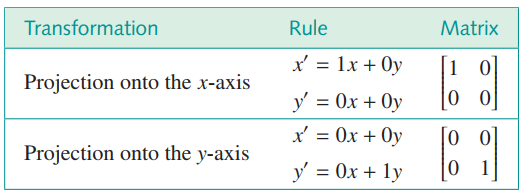 Transformation Rule Matrix
Projection onto the x-axis x′ = 1x + 0y [1 0]
y′ = 0x + 0y [0 0]
Projection onto the y-axis x′ = 0x + 0y [0 0]
y′ = 0x + 1y [0 1]